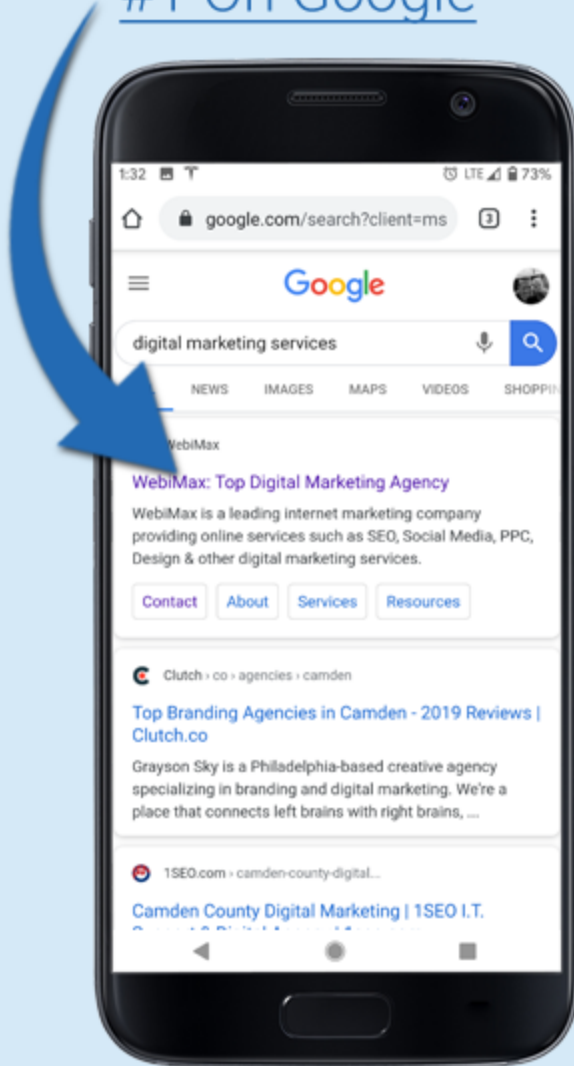 #1 On Google
1:32 LTE 73%
google.com/search?client=ms 3
Google
digital marketing services
NEWS IMAGES MAPS VIDEOS SHOPPIN
WebiMax
WebiMax: Top Digital Marketing Agency
WebiMax is a leading internet marketing company
providing online services such as SEO, Social Media, PPC,
Design & other digital marketing services.
Contact About Services Resources
Clutch › co › agencies › camden
Top Branding Agencies in Camden - 2019 Reviews |
Clutch.co
Grayson Sky is a Philadelphia-based creative agency
specializing in branding and digital marketing. We're a
place that connects left brains with right brains, ...
1SEO.com › camden-county-digital...
Camden County Digital Marketing | 1SEO I.T.